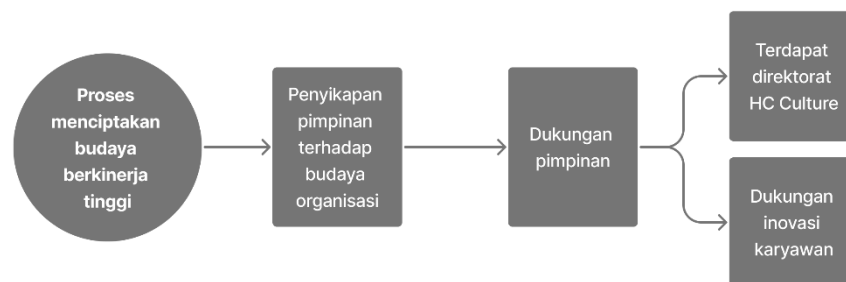 Proses
menciptakan
budaya
berkinerja
tinggi
Penyikapan
pimpinan
terhadap
budaya
organisasi
Dukungan
pimpinan
Terdapat
direktorat
HC Culture
Dukungan
inovasi
karyawan